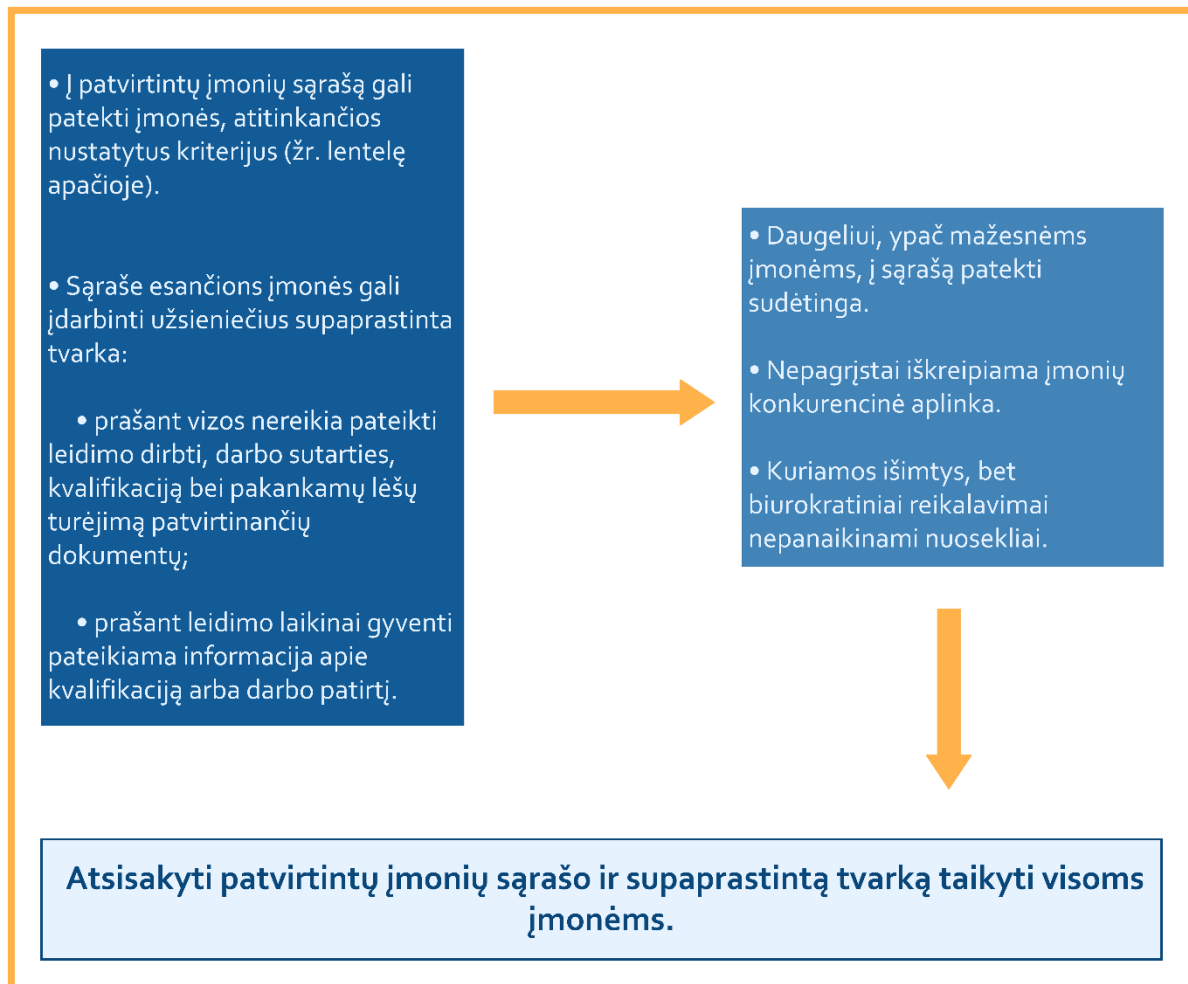 • Į patvirtintų įmonių sąrašą gali
patekti įmonės, atitinkančios
nustatytus kriterijus (žr. lentelę
apačioje).
• Sąraše esančions įmonės gali
įdarbinti užsieniečius supaprastinta
tvarka:
• prašant vizos nereikia pateikti
leidimo dirbti, darbo sutarties,
kvalifikaciją bei pakankamų lėšų
turėjimą patvirtinančių
dokumentų;
• prašant leidimo laikinai gyventi
pateikiama informacija apie
kvalifikaciją arba darbo patirtį.
• Daugeliui, ypač mažesnėms
įmonėms, į sąrašą patekti
sudėtinga.
• Nepagrįstai iškreipiama įmonių
konkurencinė aplinka.
• Kuriamos išimtys, bet
biurokratiniai reikalavimai
nepanaikinami nuosekliai.
Atsisakyti patvirtintų įmonių sąrašo ir supaprastintą tvarką taikyti visoms
įmonėms.